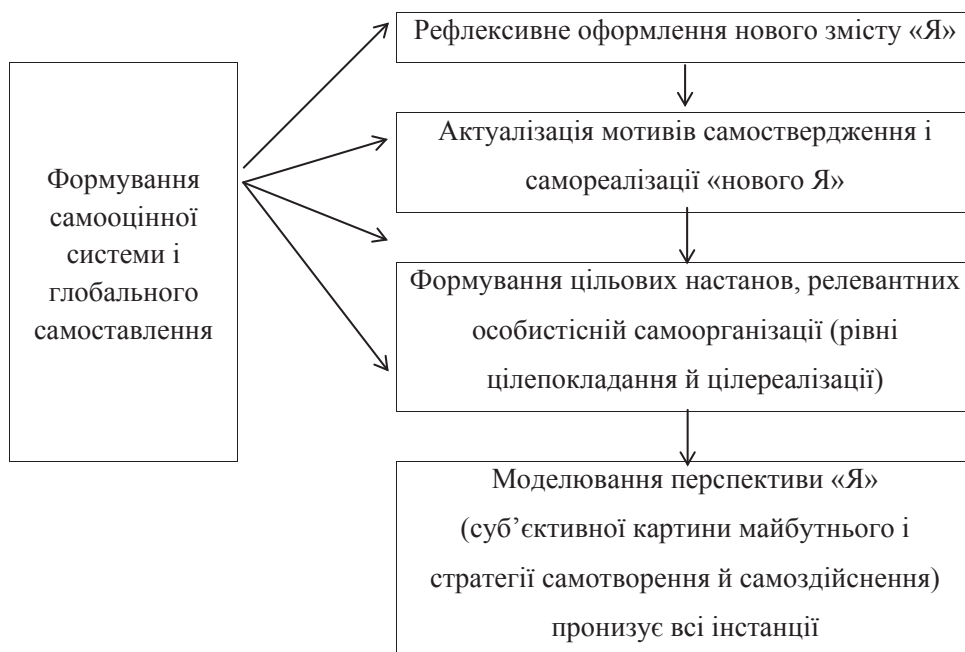 Формування
самооцінної
системи і
глобального
самоставлення
Рефлексивне оформлення нового змісту «Я»
Актуалізація мотивів самоствердження і
самореалізації «нового Я»
Формування цільових настанов, релевантних
особистісній самоорганізації (рівні
цілепокладання й цілереалізації)
Моделювання перспективи «Я»
(суб’єктивної картини майбутнього і
стратегії самотворення й самоздійснення)
пронизує всі інстанції